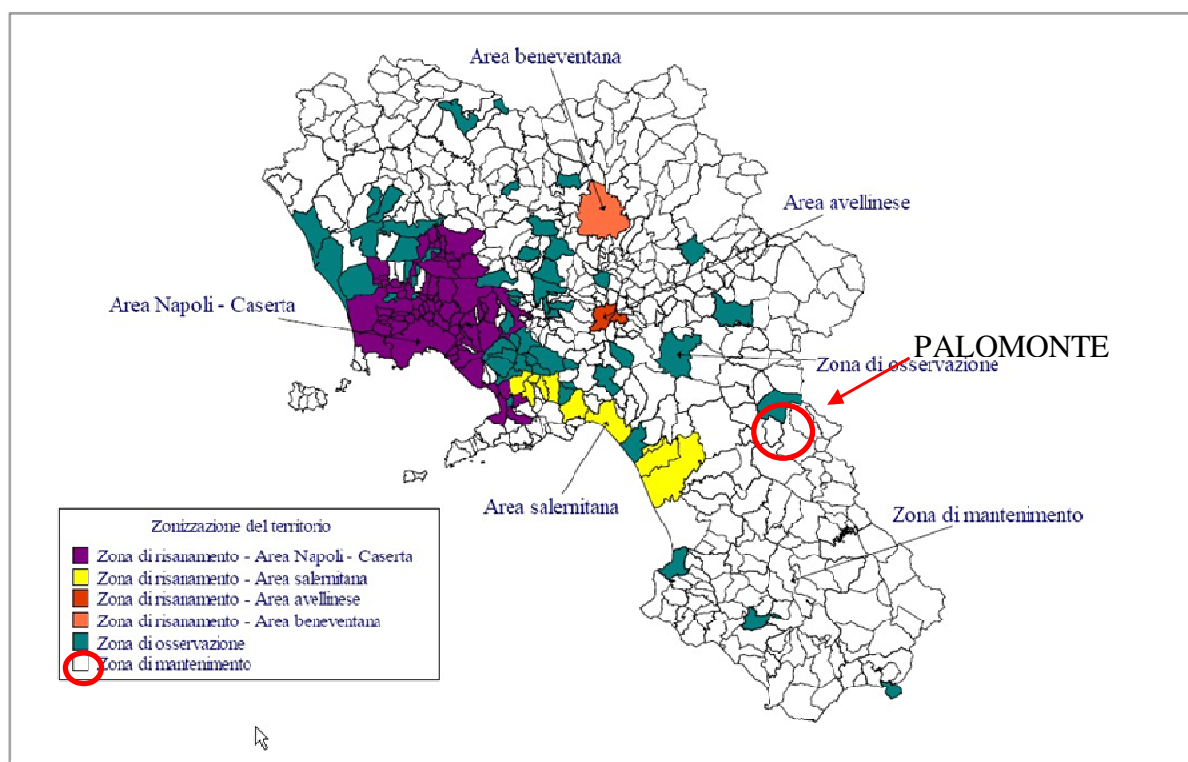 Area beneventana
Area avellinese
Area Napoli - Caserta
PALOMONTE
Zona di osservazione
Area salernitana
Zona di mantenimento
Zonizzazione del territorio
Zona di risanamento - Area Napoli - Caserta
Zona di risanamento - Area salernitana
Zona di risanamento - Area avellinese
Zona di risanamento - Area beneventana
Zona di osservazione
Zona di mantenimento